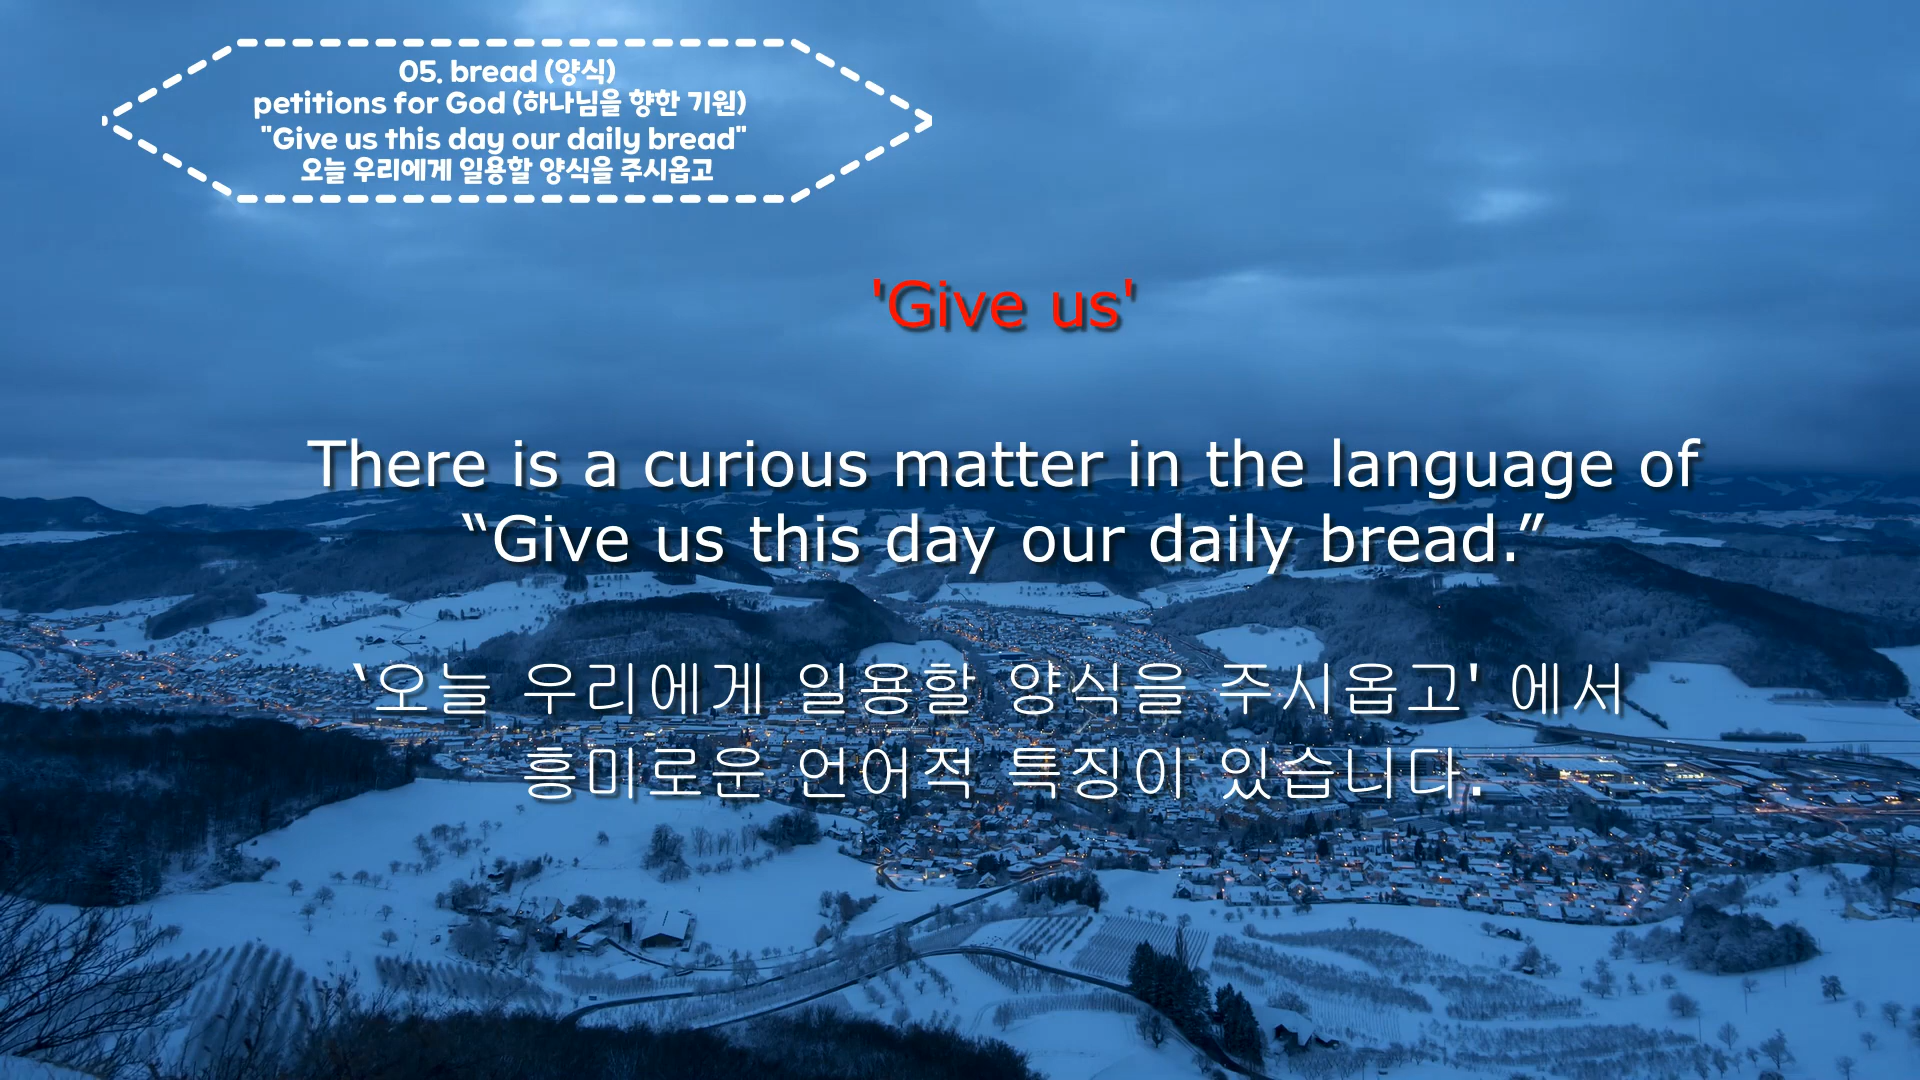 05. bread (양식)
petitions for God (하나님을 향한 기원)
"Give us this day our daily bread"
오늘 우리에게 일용할 양식을 주시옵고
'Give us'
There is a curious matter in the language of
“Give us this day our daily bread.”
‘오늘 우리에게 일용할 양식을 주시옵고' 에서
흥미로운 언어적 특징이 있습니다.